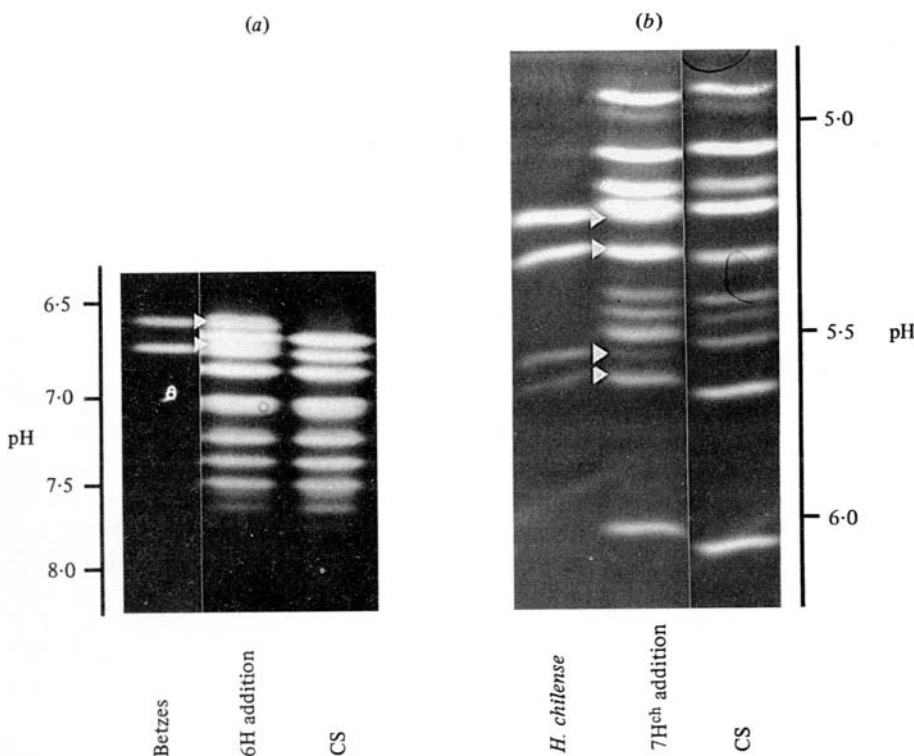 (a)
(b)
6·5
7·0
pH
7·5
8·0
Betzes
6H addition
CS
5·0
5·5
pH
6·0
H. chilense
7Hch addition
CS